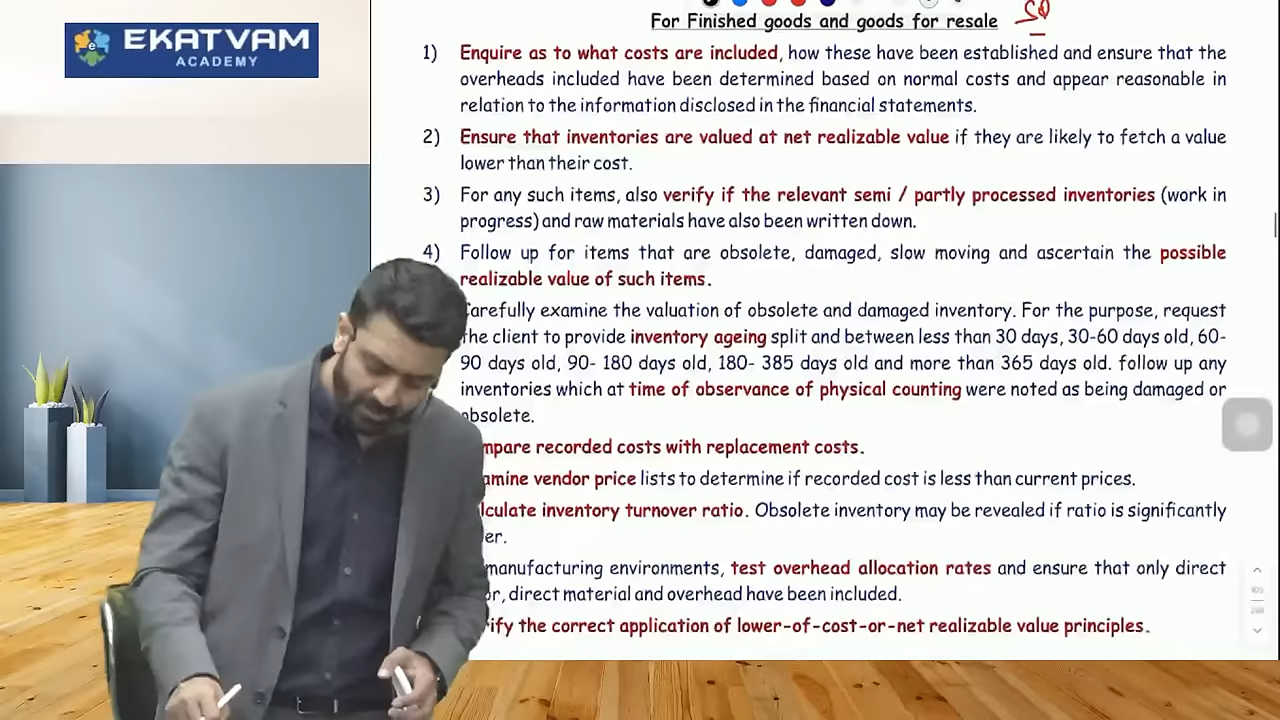 EKATVAM
ACADEMY
For Finished goods and goods for resale
1) Enquire as to what costs are included, how these have been established and ensure that the
overheads included have been determined based on normal costs and appear reasonable in
relation to the information disclosed in the financial statements.
2) Ensure that inventories are valued at net realizable value if they are likely to fetch a value
lower than their cost.
3) For any such items, also verify if the relevant semi / partly processed inventories (work in
progress) and raw materials have also been written down.
4) Follow up for items that are obsolete, damaged, slow moving and ascertain the possible
realizable value of such items.
Carefully examine the valuation of obsolete and damaged inventory. For the purpose, request
the client to provide inventory ageing split and between less than 30 days, 30-60 days old, 60-
90 days old, 90- 180 days old, 180- 385 days old and more than 365 days old. follow up any
inventories which at time of observance of physical counting were noted as being damaged or
obsolete.
mpare recorded costs with replacement costs.
amine vendor price lists to determine if recorded cost is less than current prices.
lculate inventory turnover ratio. Obsolete inventory may be revealed if ratio is significantly
er.
manufacturing environments, test overhead allocation rates and ensure that only direct
or, direct material and overhead have been included.
ify the correct application of lower-of-cost-or-net realizable value principles.